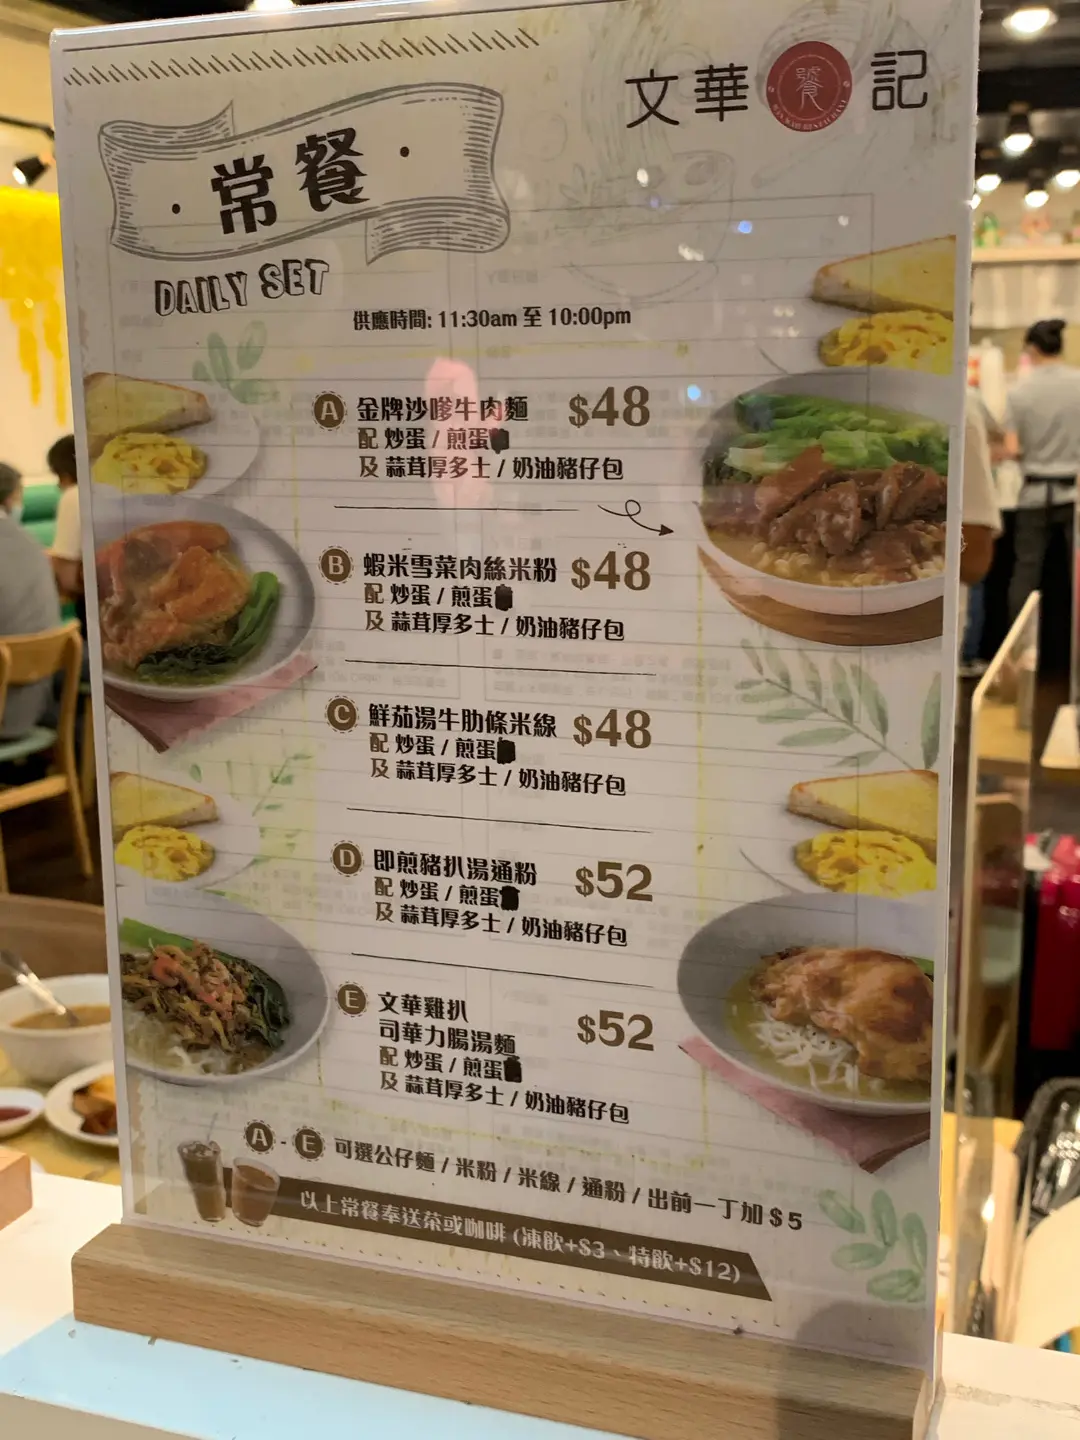 文華饕記
常餐
DAILY SET
供應時間: 11:30am 至 10:00pm
A 金牌沙嗲牛肉麵 $48
配 炒蛋 / 煎蛋
及 蒜茸厚多士 / 奶油豬仔包
B 蝦米雪菜肉絲米粉 $48
配 炒蛋 / 煎蛋
及 蒜茸厚多士 / 奶油豬仔包
C 鮮茄湯牛肋條米線 $48
配 炒蛋 / 煎蛋
及 蒜茸厚多士 / 奶油豬仔包
D 即煎豬扒湯通粉 $52
配 炒蛋 / 煎蛋
及 蒜茸厚多士 / 奶油豬仔包
E 文華雞扒
司華力腸湯麵 $52
配 炒蛋 / 煎蛋
及 蒜茸厚多士 / 奶油豬仔包
A - E 可選公仔麵 / 米粉 / 米線 / 通粉 / 出前一丁加 $5
以上常餐奉送茶或咖啡 (凍飲+$3、特飲+$12)